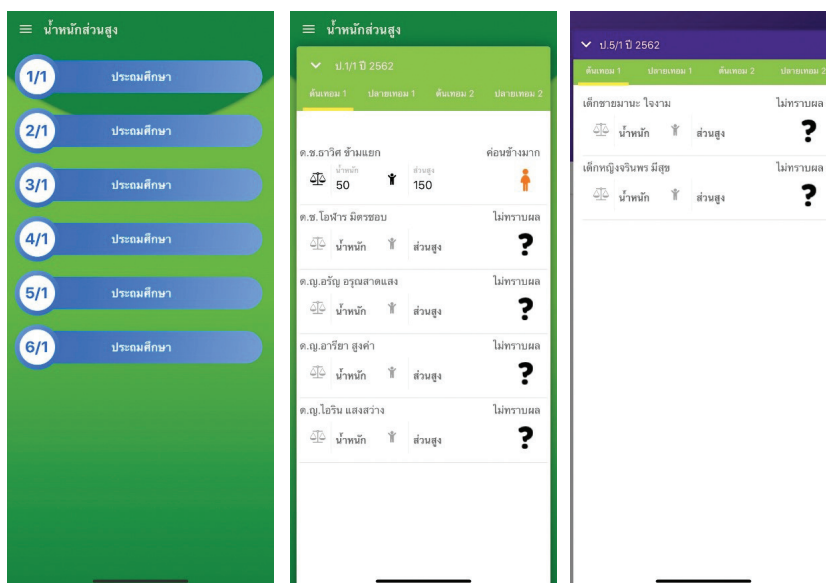 น้ำหนักส่วนสูง
1/1 ประถมศึกษา
2/1 ประถมศึกษา
3/1 ประถมศึกษา
4/1 ประถมศึกษา
5/1 ประถมศึกษา
6/1 ประถมศึกษา
น้ำหนักส่วนสูง
ป.1/1 ปี 2562
ต้นเทอม 1 ปลายเทอม 1 ต้นเทอม 2 ปลายเทอม 2
ด.ช.ธาวิศ ข้ามแยก ค่อนข้างมาก
น้ำหนัก ส่วนสูง
50 150
ด.ช.โอฬาร มิตรชอบ ไม่ทราบผล
น้ำหนัก ส่วนสูง ?
ด.ญ.อรัญ อรุณสาดแสง ไม่ทราบผล
น้ำหนัก ส่วนสูง ?
ด.ญ.อารียา สูงค่า ไม่ทราบผล
น้ำหนัก ส่วนสูง ?
ด.ญ.ไอริน แสงสว่าง ไม่ทราบผล
น้ำหนัก ส่วนสูง ?
ป.5/1 ปี 2562
ต้นเทอม 1 ปลายเทอม 1 ต้นเทอม 2 ปลายเทอม 2
เด็กชายมานะ ใจงาม ไม่ทราบผล
น้ำหนัก ส่วนสูง ?
เด็กหญิงจรินพร มีสุข ไม่ทราบผล
น้ำหนัก ส่วนสูง ?